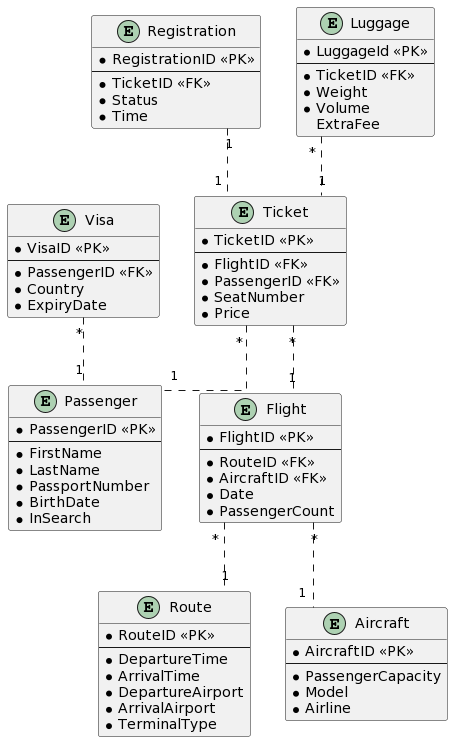 E Registration
RegistrationID «PK»
TicketID «FK»
Status
Time
E Luggage
LuggageId «PK»
TicketID «FK»
Weight
Volume
ExtraFee
1
1
*
1
E Visa
VisaID «PK»
PassengerID «FK»
Country
ExpiryDate
E Ticket
TicketID «PK»
FlightID «FK»
PassengerID «FK»
SeatNumber
Price
*
1
*
1
*
1
E Passenger
PassengerID «PK»
FirstName
LastName
PassportNumber
BirthDate
InSearch
E Flight
FlightID «PK»
RouteID «FK»
AircraftID «FK»
Date
PassengerCount
*
1
*
1
E Route
RouteID «PK»
DepartureTime
ArrivalTime
DepartureAirport
ArrivalAirport
TerminalType
E Aircraft
AircraftID «PK»
PassengerCapacity
Model
Airline